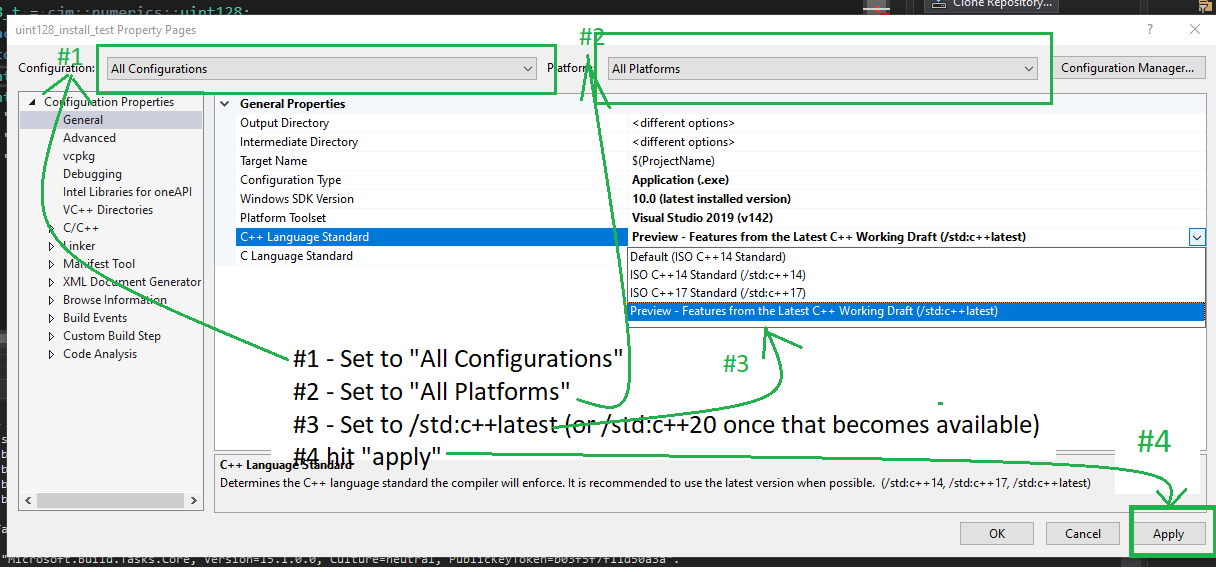 := cjm::numerics::uint128;
Clone Repository...
uint128_install_test Property Pages
?
#1
#2
Configuration:
All Configurations
Platform:
All Platforms
Configuration Manager...
Configuration Properties
General
Advanced
vcpkg
Debugging
Intel Libraries for oneAPI
VC++ Directories
C/C++
Linker
Manifest Tool
XML Document Generator
Browse Information
Build Events
Custom Build Step
Code Analysis
General Properties
Output Directory <different options>
Intermediate Directory <different options>
Target Name $(ProjectName)
Configuration Type Application (.exe)
Windows SDK Version 10.0 (latest installed version)
Platform Toolset Visual Studio 2019 (v142)
C++ Language Standard Preview - Features from the Latest C++ Working Draft (/std:c++latest)
C Language Standard
Default (ISO C++14 Standard)
ISO C++14 Standard (/std:c++14)
ISO C++17 Standard (/std:c++17)
Preview - Features from the Latest C++ Working Draft (/std:c++latest)
#3
#1 - Set to "All Configurations"
#2 - Set to "All Platforms"
#3 - Set to /std:c++latest (or /std:c++20 once that becomes available)
#4 hit "apply"
#4
C++ Language Standard
Determines the C++ language standard the compiler will enforce. It is recommended to use the latest version when possible. (/std:c++14, /std:c++17, /std:c++latest)
OK
Cancel
Apply
"Microsoft.Build.Tasks.Core, Version=15.1.0.0, Culture=neutral, PublicKeyToken=b03f5f7f11d50a3a".